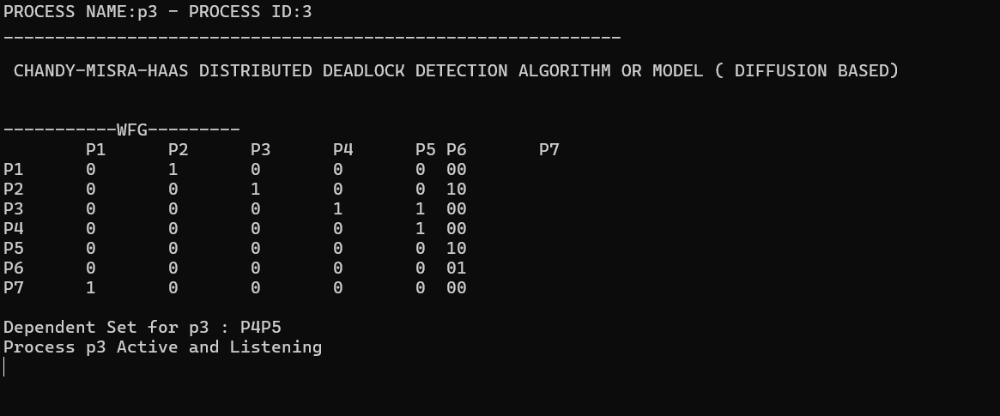 PROCESS NAME:p3 - PROCESS ID:3
------------------------------------------------------------
CHANDY-MISRA-HAAS DISTRIBUTED DEADLOCK DETECTION ALGORITHM OR MODEL ( DIFFUSION BASED)
-----------WFG---------
P1 P2 P3 P4 P5 P6 P7
P1 0 1 0 0 0 00
P2 0 0 1 0 0 10
P3 0 0 0 1 1 00
P4 0 0 0 0 1 00
P5 0 0 0 0 0 10
P6 0 0 0 0 0 01
P7 1 0 0 0 0 00
Dependent Set for p3 : P4P5
Process p3 Active and Listening